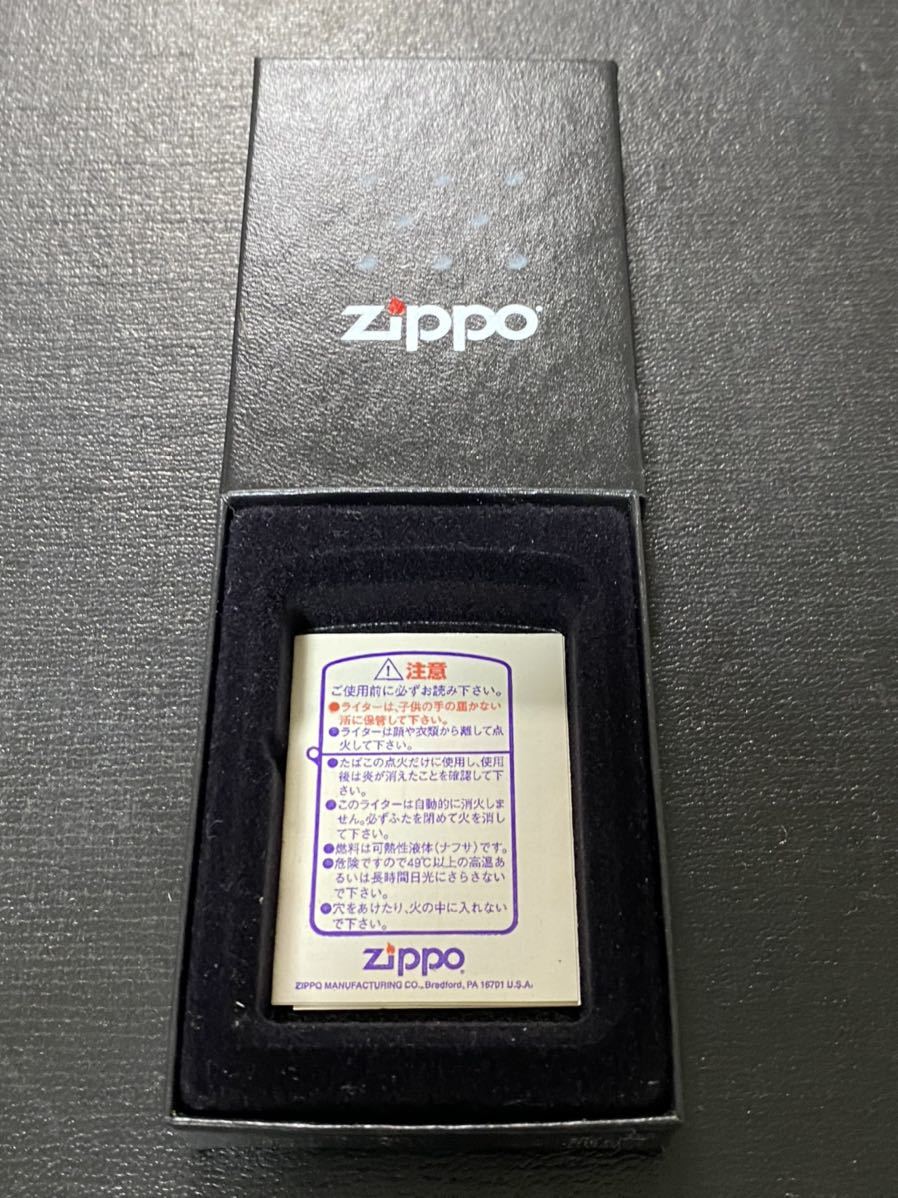 zippo
注意
ご使用前に必ずお読み下さい。
●ライターは、子供の手の届かない
所に保管して下さい。
●ライターは顔や衣類から離して点
火して下さい。
●たばこの点火だけに使用し、使用
後は炎が消えたことを確認して下
さい。
●このライターは自動的に消火しま
せん。必ずふたを閉めて火を消し
て下さい。
●燃料は可熱性液体(ナフサ)です。
●危険ですので49℃以上の高温あ
るいは長時間日光にさらさない
で下さい。
●穴をあけたり、火の中に入れない
で下さい。
zippo
ZIPPO MANUFACTURING CO., Bradford, PA 16701 U.S.A.